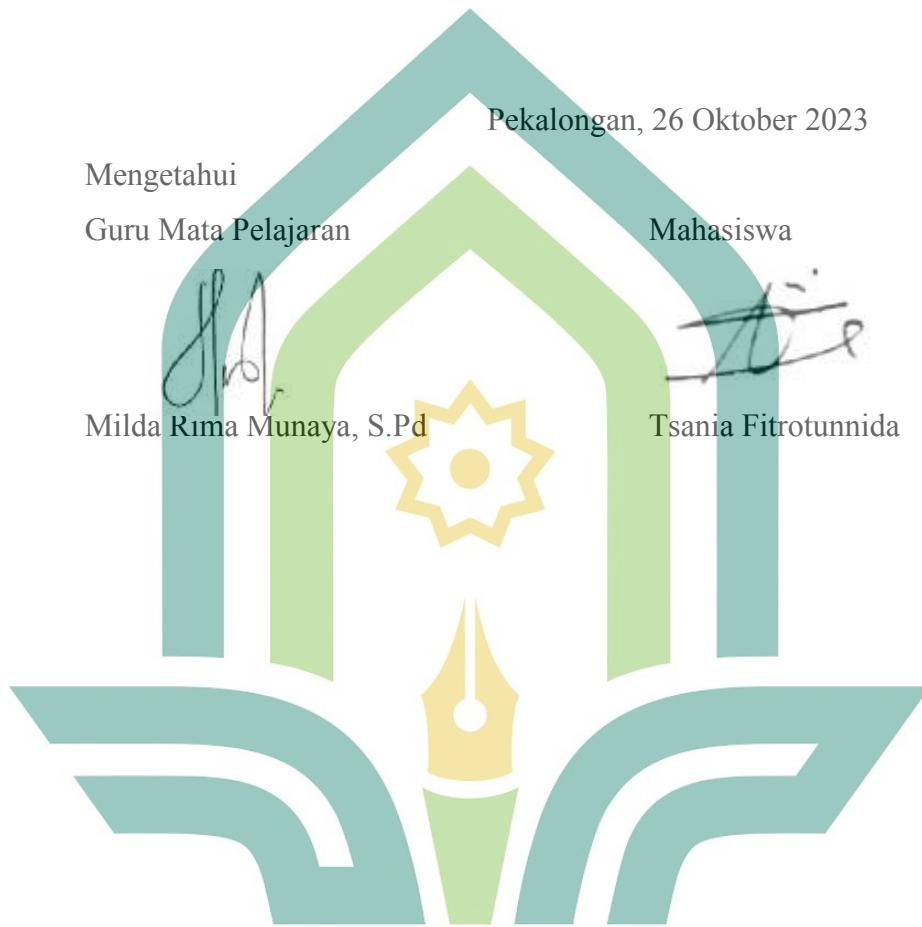 Pekalongan, 26 Oktober 2023
Mengetahui
Guru Mata Pelajaran Mahasiswa
Milda Rima Munaya, S.Pd Tsania Fitrotunnida